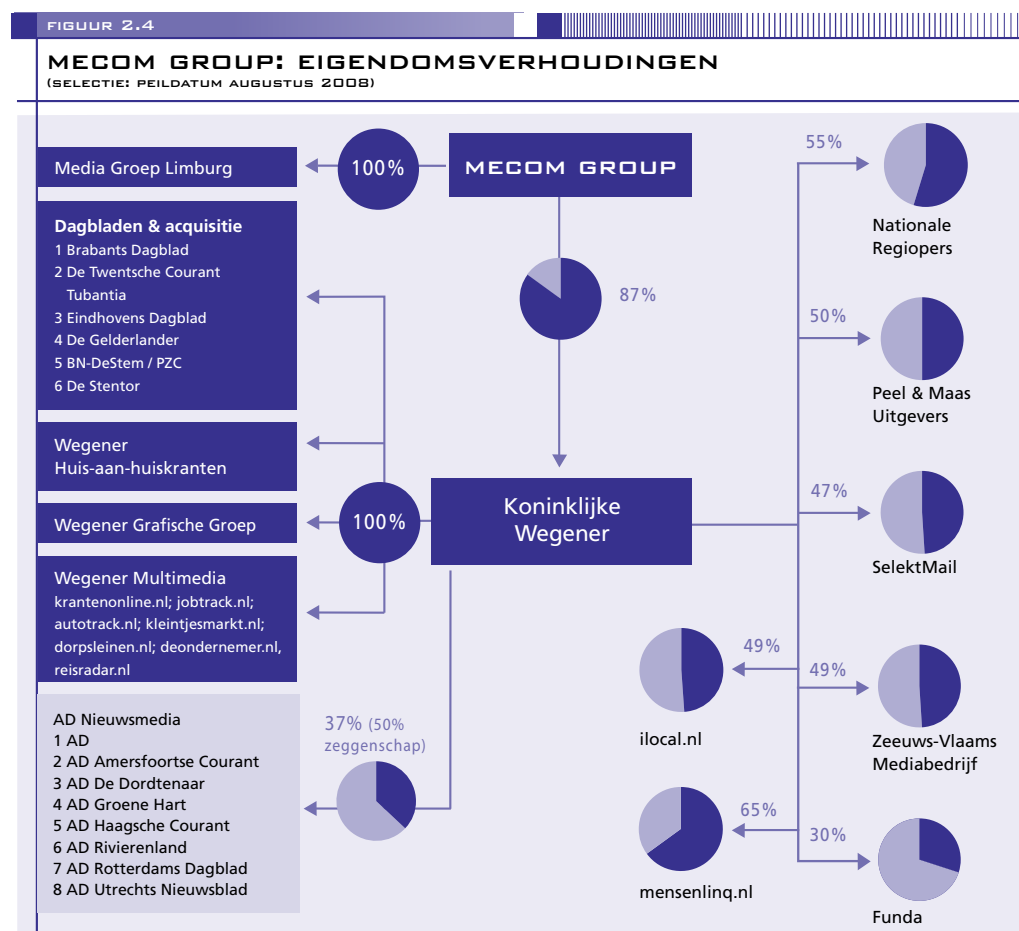 FIGUUR 2.4
MECOM GROUP: EIGENDOMSVERHOUDINGEN
(SELECTIE: PEILDATUM AUGUSTUS 2008)
Media Groep Limburg
100%
MECOM GROUP
Dagbladen & acquisitie
1 Brabants Dagblad
2 De Twentsche Courant
Tubantia
3 Eindhovens Dagblad
4 De Gelderlander
5 BN-DeStem / PZC
6 De Stentor
87%
Wegener
Huis-aan-huiskranten
Wegener Grafische Groep
100%
Koninklijke
Wegener
Wegener Multimedia
krantenonline.nl; jobtrack.nl;
autotrack.nl; kleintjesmarkt.nl;
dorpsleinen.nl; deondernemer.nl,
reisradar.nl
AD Nieuwsmedia
1 AD
2 AD Amersfoortse Courant
3 AD De Dordtenaar
4 AD Groene Hart
5 AD Haagsche Courant
6 AD Rivierenland
7 AD Rotterdams Dagblad
8 AD Utrechts Nieuwsblad
37% (50%
zeggenschap)
55%
Nationale
Regiopers
50%
Peel & Maas
Uitgevers
47%
SelektMail
49%
ilocal.nl
49%
Zeeuws-Vlaams
Mediabedrijf
65%
mensenlinq.nl
30%
Funda